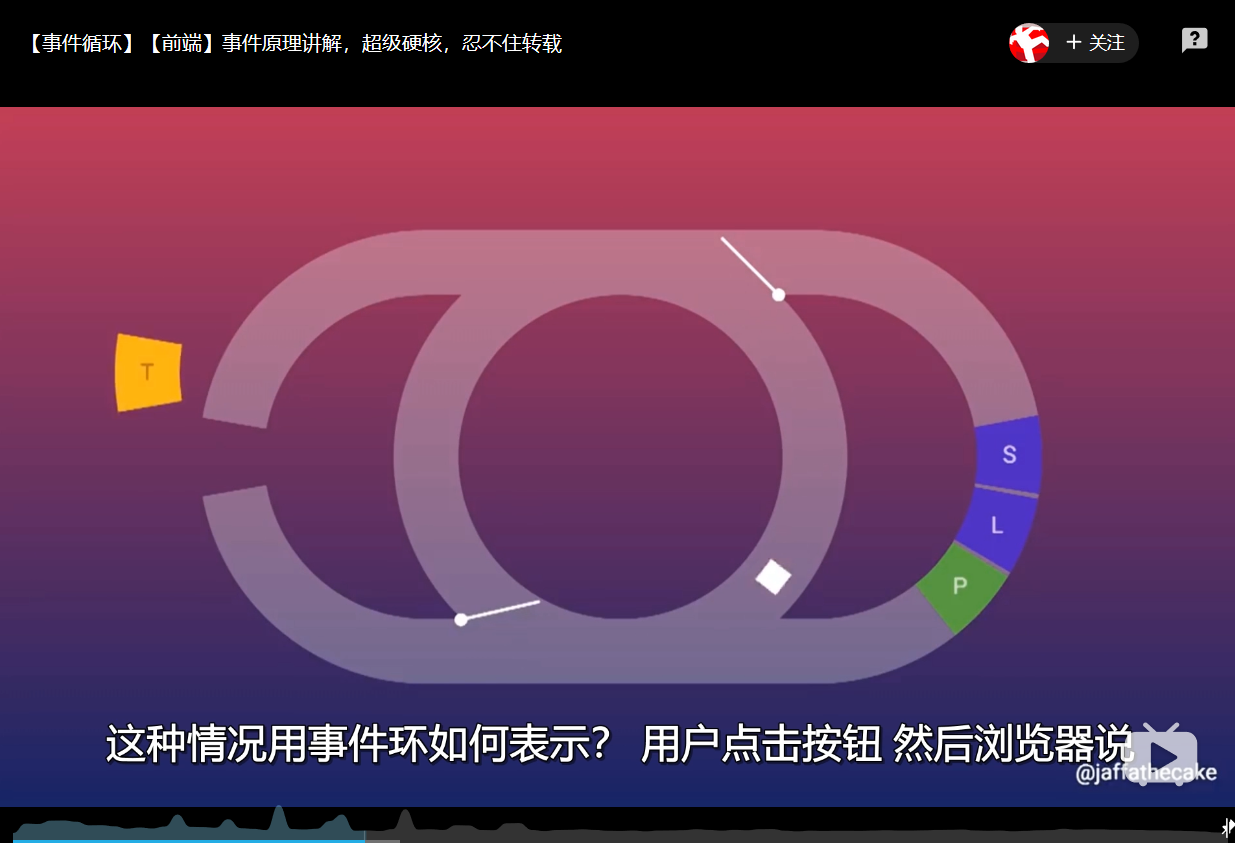 【事件循环】【前端】事件原理讲解，超级硬核，忍不住转载
+ 关注
?
T
S
L
P
这种情况用事件环如何表示？ 用户点击按钮 然后浏览器说
@jaffathecake